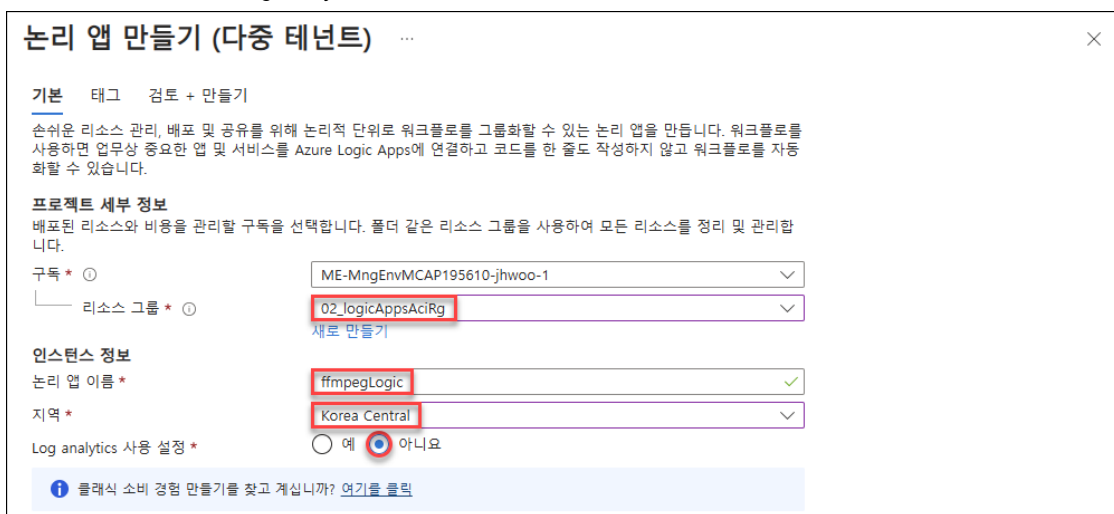 논리 앱 만들기 (다중 테넌트) ...
기본 태그 검토 + 만들기
손쉬운 리소스 관리, 배포 및 공유를 위해 논리적 단위로 워크플로를 그룹화할 수 있는 논리 앱을 만듭니다. 워크플로를
사용하면 업무상 중요한 앱 및 서비스를 Azure Logic Apps에 연결하고 코드를 한 줄도 작성하지 않고 워크플로를 자동
화할 수 있습니다.
프로젝트 세부 정보
배포된 리소스와 비용을 관리할 구독을 선택합니다. 폴더 같은 리소스 그룹을 사용하여 모든 리소스를 정리 및 관리합
니다.
구독 * ME-MngEnvMCAP195610-jhwoo-1
리소스 그룹 * 02_logicAppsAciRg
새로 만들기
인스턴스 정보
논리 앱 이름 * ffmpegLogic
지역 * Korea Central
Log analytics 사용 설정 * 예 아니요
클래식 소비 경험 만들기를 찾고 계십니까? 여기를 클릭